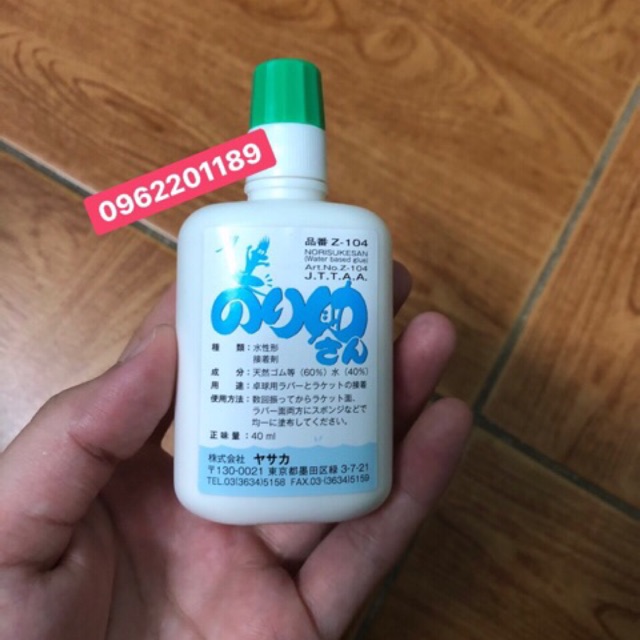 0962201189
品番 Z-104
NORISUKESAN
(Water based glue)
Art.No.Z-104
J.T.T.A.A.
のり助
さん
種類：水性形
接着剤
成分：天然ゴム等（60%）水（40%）
用途：卓球用ラバーとラケットの接着
使用方法：数回振ってからラケット面、
ラバー面両方にスポンジなどで
均一に塗布してください。
正味量：40 ml
株式会社 ヤサカ
〒130-0021 東京都墨田区緑 3-7-21
TEL.03(3634)5158 FAX.03-(3634)5159